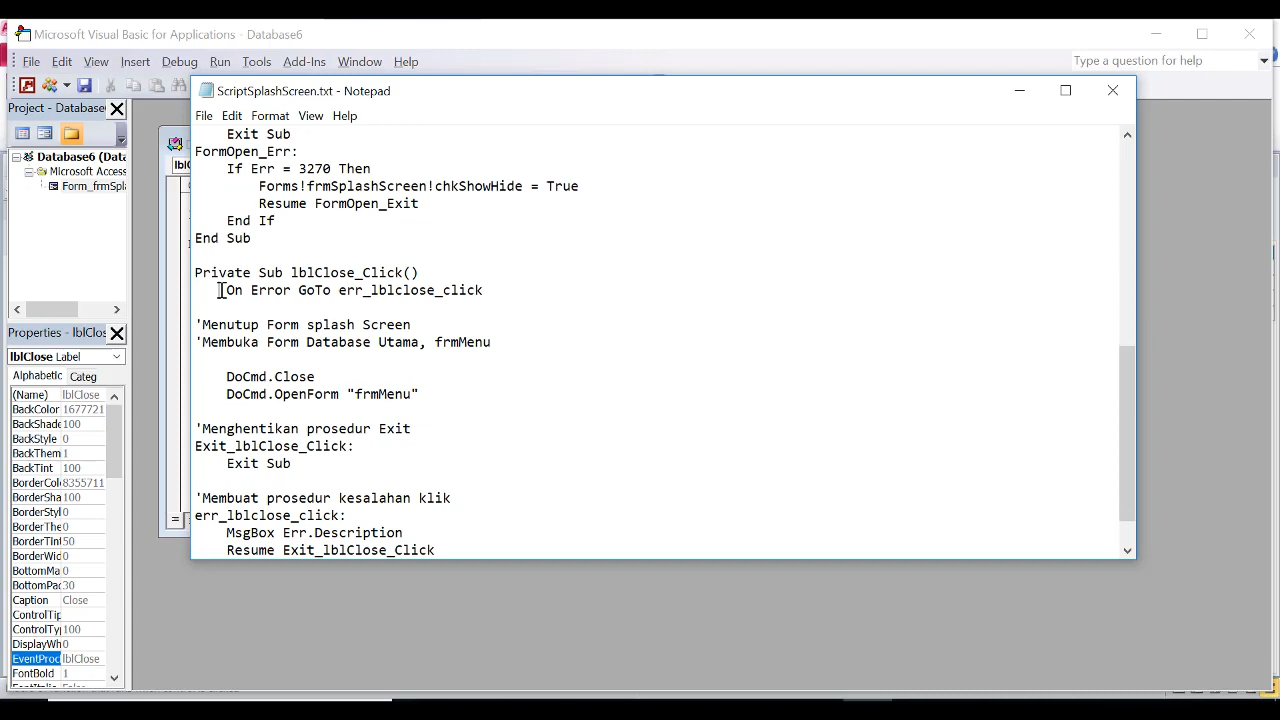 Microsoft Visual Basic for Applications - Database6
File Edit View Insert Debug Run Tools Add-Ins Window Help
Type a question for help
Project - Database
Database6 (Data
Microsoft Access
Form_frmSpl
Properties - lblClos
lblClose Label
Alphabetic Categ
(Name) lblClose
BackColor 1677721
BackShade 100
BackStyle 0
BackThem 1
BackTint 100
BorderColo 8355711
BorderSha 100
BorderStyl 0
BorderThe 0
BorderTint 50
BorderWid 0
BottomMa 0
BottomPad 30
Caption Close
ControlTip
ControlTyp 100
DisplayWh 0
EventProc lblClose
FontBold 1
lblC
ScriptSplashScreen.txt - Notepad
File Edit Format View Help
Exit Sub
FormOpen_Err:
If Err = 3270 Then
Forms!frmSplashScreen!chkShowHide = True
Resume FormOpen_Exit
End If
End Sub
Private Sub lblClose_Click()
On Error GoTo err_lblclose_click
'Menutup Form splash Screen
'Membuka Form Database Utama, frmMenu
DoCmd.Close
DoCmd.OpenForm "frmMenu"
'Menghentikan prosedur Exit
Exit_lblClose_Click:
Exit Sub
'Membuat prosedur kesalahan klik
err_lblclose_click:
MsgBox Err.Description
Resume Exit_lblClose_Click